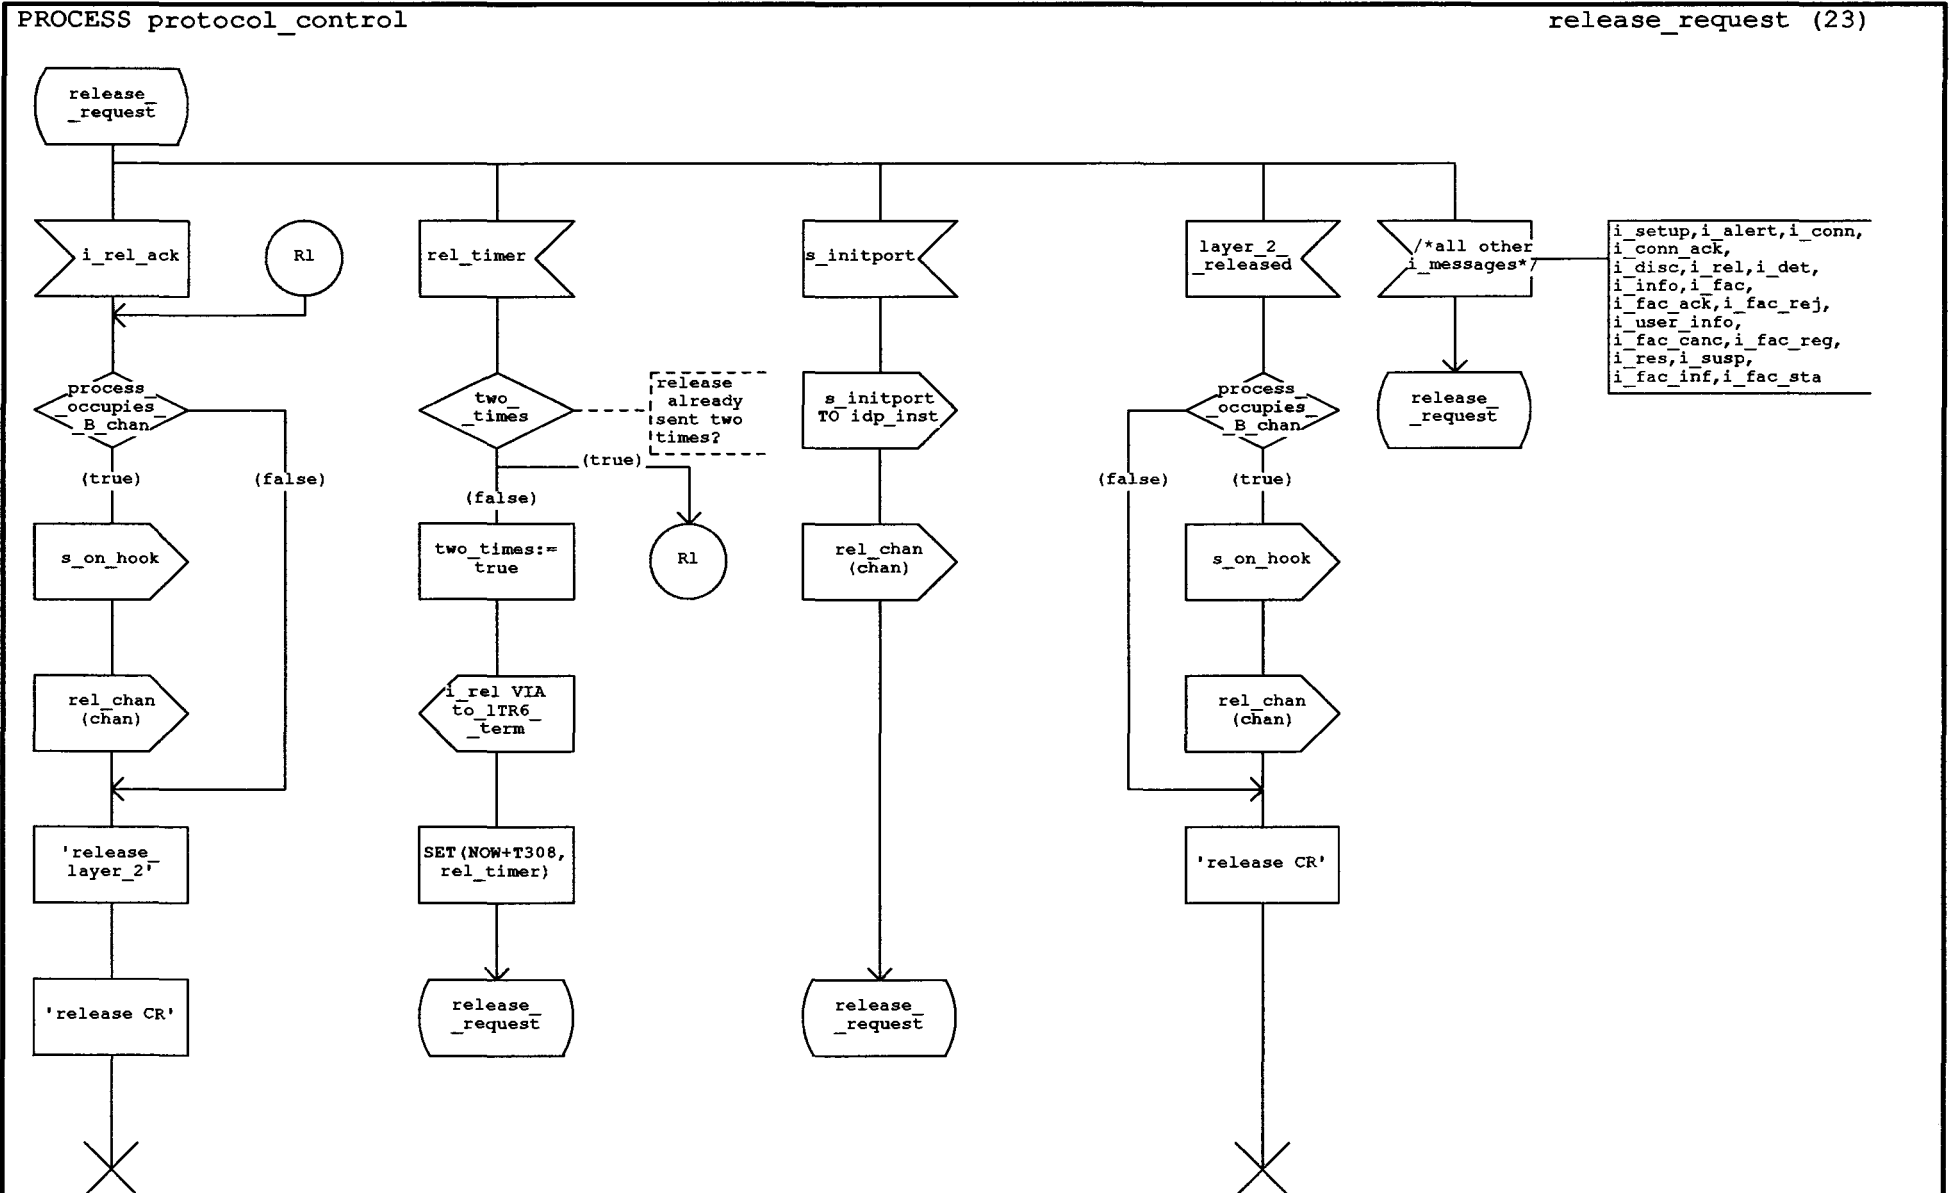 PROCESS protocol_control
release_request (23)
release_
_request
i_rel_ack
R1
rel_timer
s_initport
layer_2_
_released
/*all other
i_messages*/
i_setup,i_alert,i_conn,
i_conn_ack,
i_disc,i_rel,i_det,
i_info,i_fac,
i_fac_ack,i_fac_rej,
i_user_info,
i_fac_canc,i_fac_reg,
i_res,i_susp,
i_fac_inf,i_fac_sta
process_
_occupies_
_B_chan
(true)
(false)
two_
_times
release
already
sent two
times?
(true)
(false)
s_initport
TO idp_inst
process_
_occupies_
_B_chan
(false)
(true)
release_
_request
s_on_hook
two_times:=
true
R1
rel_chan
(chan)
s_on_hook
rel_chan
(chan)
i_rel VIA
to_1TR6_
_term
rel_chan
(chan)
'release_
layer_2'
SET(NOW+T308,
rel_timer)
'release CR'
'release CR'
release_
_request
release_
_request